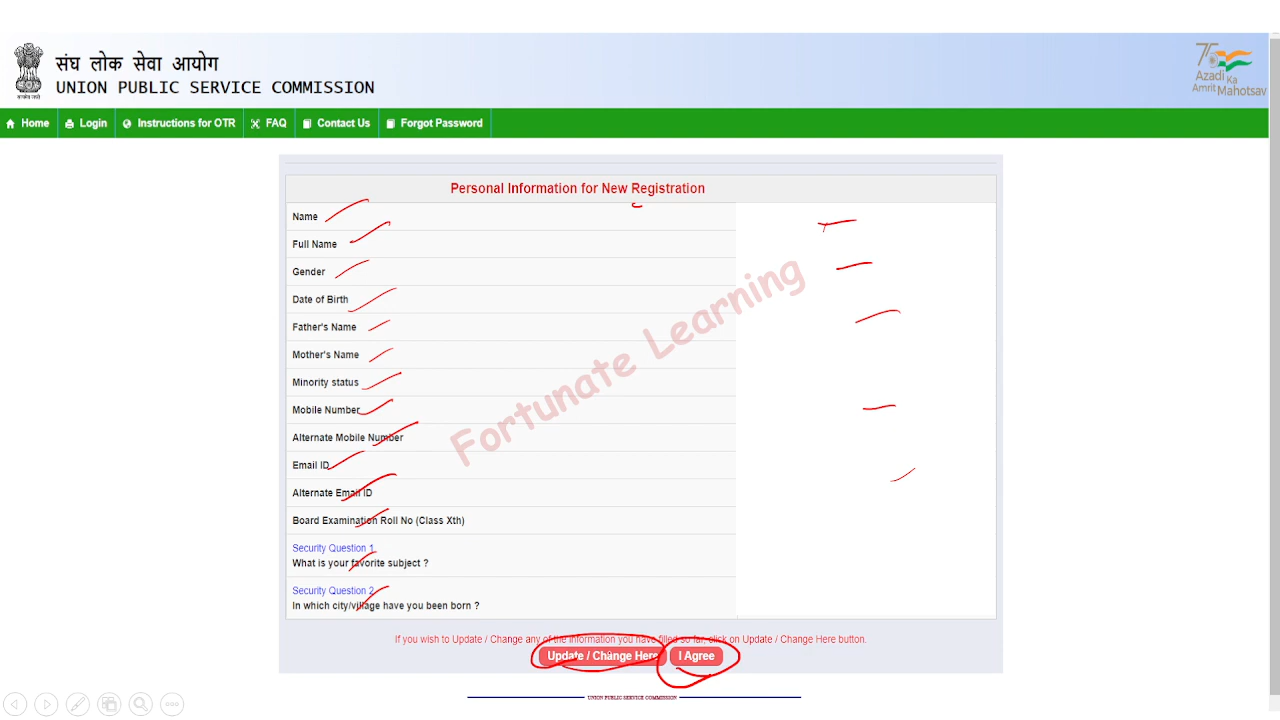 संघ लोक सेवा आयोग
UNION PUBLIC SERVICE COMMISSION
75
Azadi Ka
Amrit Mahotsav
Home Login Instructions for OTR FAQ Contact Us Forgot Password
Personal Information for New Registration
Name
Full Name
Gender
Date of Birth
Father's Name
Mother's Name
Minority status
Mobile Number
Alternate Mobile Number
Email ID
Alternate Email ID
Board Examination Roll No (Class Xth)
Security Question 1
What is your favorite subject ?
Security Question 2
In which city/village have you been born ?
Fortunate Learning
If you wish to Update / Change any of the information you have filled so far, click on Update / Change Here button.
Update / Change Here I Agree
UNION PUBLIC SERVICE COMMISSION